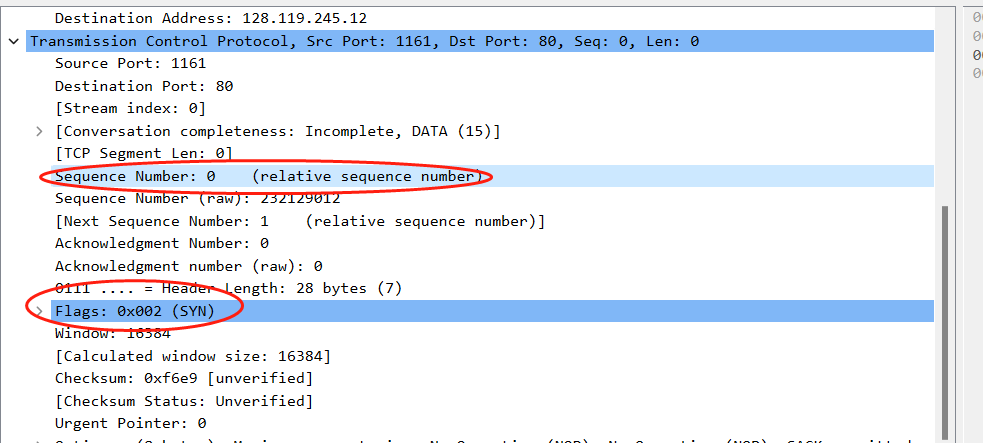 Destination Address: 128.119.245.12
Transmission Control Protocol, Src Port: 1161, Dst Port: 80, Seq: 0, Len: 0
Source Port: 1161
Destination Port: 80
[Stream index: 0]
[Conversation completeness: Incomplete, DATA (15)]
[TCP Segment Len: 0]
Sequence Number: 0    (relative sequence number)
Sequence Number (raw): 232129012
[Next Sequence Number: 1    (relative sequence number)]
Acknowledgment Number: 0
Acknowledgment number (raw): 0
0111 .... = Header Length: 28 bytes (7)
Flags: 0x002 (SYN)
Window: 16384
[Calculated window size: 16384]
Checksum: 0xf6e9 [unverified]
[Checksum Status: Unverified]
Urgent Pointer: 0